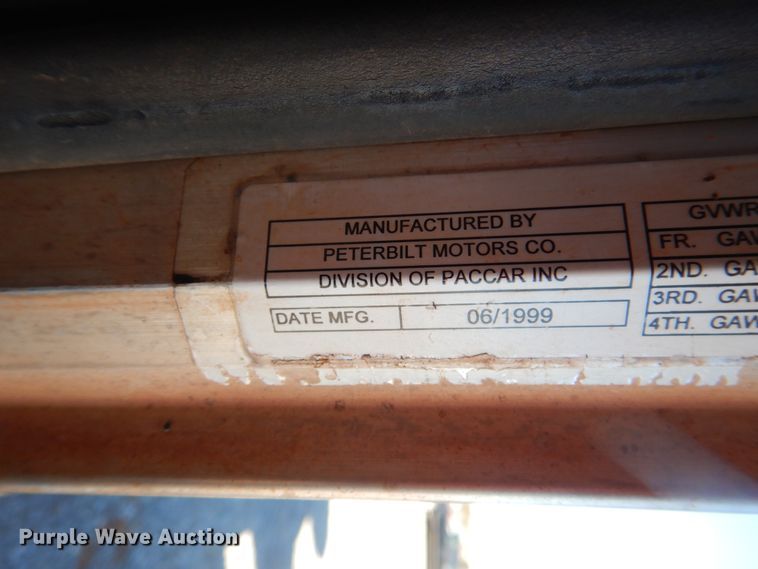 MANUFACTURED BY
PETERBILT MOTORS CO.
DIVISION OF PACCAR INC
DATE MFG. 06/1999
GVWR
FR. GAW
2ND. GA
3RD. GAW
4TH. GAW
Purple Wave Auction